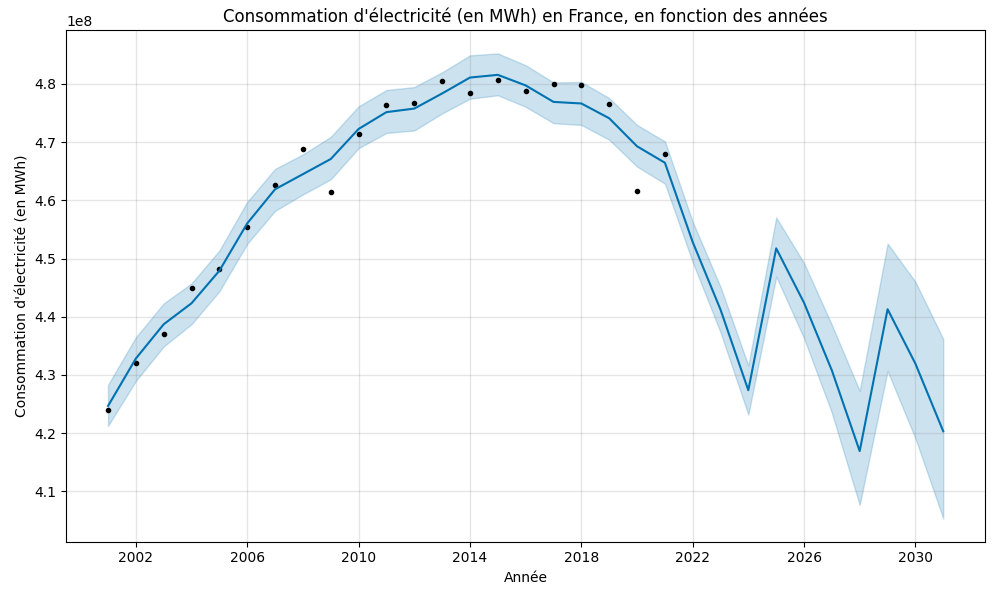 Consommation d'électricité (en MWh) en France, en fonction des années
1e8
4.8
4.7
4.6
4.5
4.4
4.3
4.2
4.1
Consommation d'électricité (en MWh)
2002 2006 2010 2014 2018 2022 2026 2030
Année